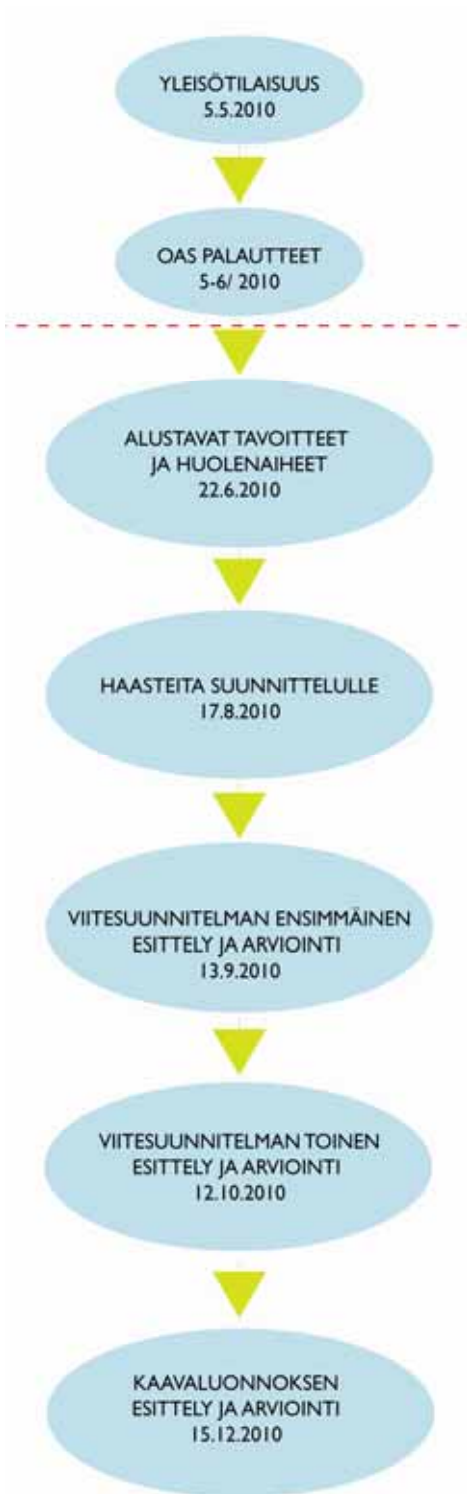 YLEISÖTILAISUUS
5.5.2010
OAS PALAUTTEET
5-6/ 2010
ALUSTAVAT TAVOITTEET
JA HUOLENAIHEET
22.6.2010
HAASTEITA SUUNNITTELULLE
17.8.2010
VIITESUUNNITELMAN ENSIMMÄINEN
ESITTELY JA ARVIOINTI
13.9.2010
VIITESUUNNITELMAN TOINEN
ESITTELY JA ARVIOINTI
12.10.2010
KAAVALUONNOKSEN
ESITTELY JA ARVIOINTI
15.12.2010